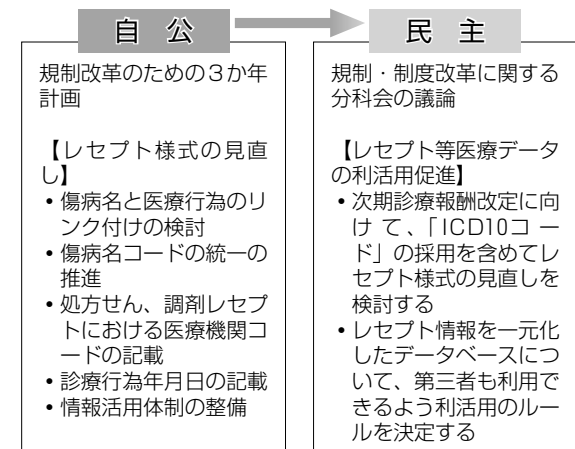 自 公
規制改革のための3か年
計画
【レセプト様式の見直
し】
• 傷病名と医療行為のリ
ンク付けの検討
• 傷病名コードの統一の
推進
• 処方せん、調剤レセプ
トにおける医療機関コ
ードの記載
• 診療行為年月日の記載
• 情報活用体制の整備
民 主
規制・制度改革に関する
分科会の議論
【レセプト等医療データ
の利活用促進】
• 次期診療報酬改定に向
けて、「ICD10コー
ド」の採用を含めてレ
セプト様式の見直しを
検討する
• レセプト情報を一元化
したデータベースにつ
いて、第三者も利用で
きるよう利活用のルー
ルを決定する